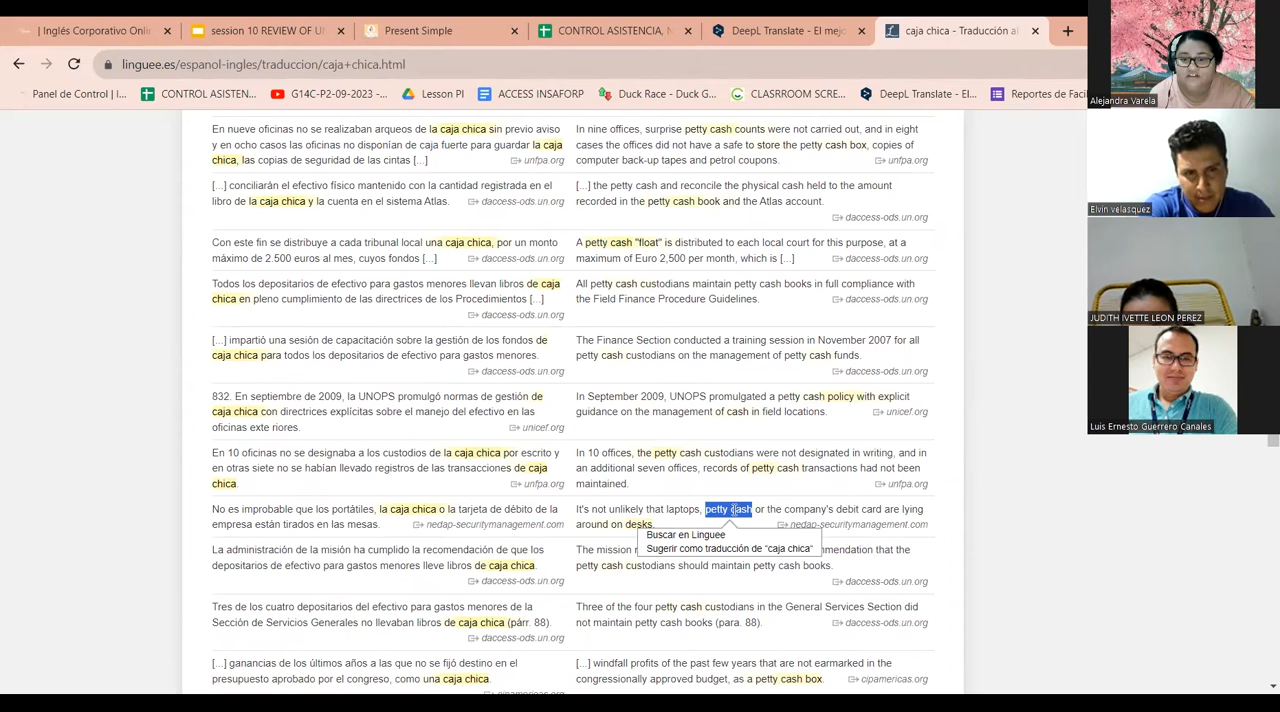 | Inglés Corporativo Onli
session 10 REVIEW OF U
Present Simple
CONTROL ASISTENCIA, N
DeepL Translate - El mejo
caja chica - Traducción al
linguee.es/espanol-ingles/traduccion/caja+chica.html
Panel de Control | I...
CONTROL ASISTEN...
G14C-P2-09-2023 -...
Lesson Pl
ACCESS INSAFORP
Duck Race - Duck G...
CLASRROOM SCRE...
DeepL Translate - El...
Reportes de Faci
Alejandra Varela
Elvin velasquez
JUDITH IVETTE LEON PEREZ
Luis Ernesto Guerrero Canales
En nueve oficinas no se realizaban arqueos de la caja chica sin previo aviso
y en ocho casos las oficinas no disponían de caja fuerte para guardar la caja
chica, las copias de seguridad de las cintas [...]
unfpa.org
In nine offices, surprise petty cash counts were not carried out, and in eight
cases the offices did not have a safe to store the petty cash box, copies of
computer back-up tapes and petrol coupons.
unfpa.org
[...] conciliarán el efectivo físico mantenido con la cantidad registrada en el
libro de la caja chica y la cuenta en el sistema Atlas.
daccess-ods.un.org
[...] the petty cash and reconcile the physical cash held to the amount
recorded in the petty cash book and the Atlas account.
daccess-ods.un.org
Con este fin se distribuye a cada tribunal local una caja chica, por un monto
máximo de 2.500 euros al mes, cuyos fondos [...]
daccess-ods.un.org
A petty cash "float" is distributed to each local court for this purpose, at a
maximum of Euro 2,500 per month, which is [...]
daccess-ods.un.org
Todos los depositarios de efectivo para gastos menores llevan libros de caja
chica en pleno cumplimiento de las directrices de los Procedimientos [...]
daccess-ods.un.org
All petty cash custodians maintain petty cash books in full compliance with
the Field Finance Procedure Guidelines.
daccess-ods.un.org
[...] impartió una sesión de capacitación sobre la gestión de los fondos de
caja chica para todos los depositarios de efectivo para gastos menores.
daccess-ods.un.org
The Finance Section conducted a training session in November 2007 for all
petty cash custodians on the management of petty cash funds.
daccess-ods.un.org
832. En septiembre de 2009, la UNOPS promulgó normas de gestión de
caja chica con directrices explícitas sobre el manejo del efectivo en las
oficinas exte riores.
unicef.org
In September 2009, UNOPS promulgated a petty cash policy with explicit
guidance on the management of cash in field locations.
unicef.org
En 10 oficinas no se designaba a los custodios de la caja chica por escrito y
en otras siete no se habían llevado registros de las transacciones de caja
chica.
unfpa.org
In 10 offices, the petty cash custodians were not designated in writing, and in
an additional seven offices, records of petty cash transactions had not been
maintained.
unfpa.org
No es improbable que los portátiles, la caja chica o la tarjeta de débito de la
empresa están tirados en las mesas.
nedap-securitymanagement.com
It's not unlikely that laptops, petty cash or the company's debit card are lying
around on desks.
nedap-securitymanagement.com
Buscar en Linguee
Sugerir como traducción de "caja chica"
La administración de la misión ha cumplido la recomendación de que los
depositarios de efectivo para gastos menores lleve libros de caja chica.
daccess-ods.un.org
The mission mendation that the
petty cash custodians should maintain petty cash books.
daccess-ods.un.org
Tres de los cuatro depositarios del efectivo para gastos menores de la
Sección de Servicios Generales no llevaban libros de caja chica (párr. 88).
daccess-ods.un.org
Three of the four petty cash custodians in the General Services Section did
not maintain petty cash books (para. 88).
daccess-ods.un.org
[...] ganancias de los últimos años a las que no se fijó destino en el
presupuesto aprobado por el congreso, como una caja chica.
cipamericas.org
[...] windfall profits of the past few years that are not earmarked in the
congressionally approved budget, as a petty cash box.
cipamericas.org